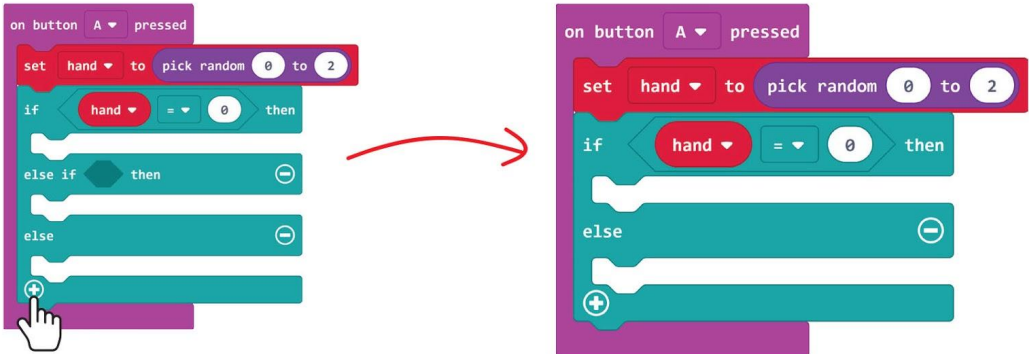 on button A pressed
set hand to pick random 0 to 2
if hand = 0 then
else if then
else
on button A pressed
set hand to pick random 0 to 2
if hand = 0 then
else